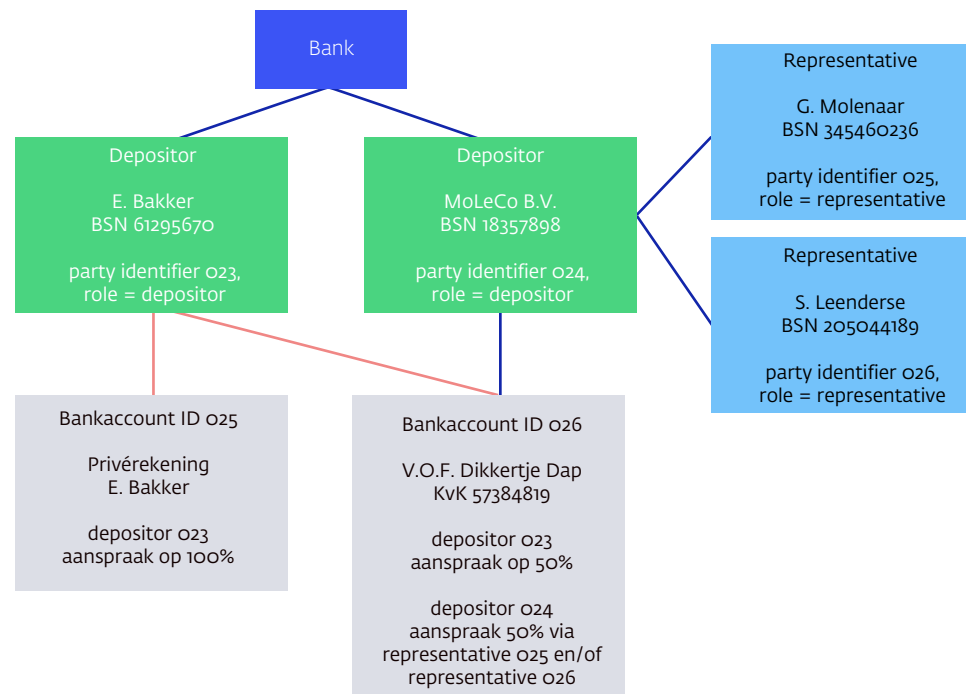 Bank
Depositor
E. Bakker
BSN 61295670
party identifier 023,
role = depositor
Depositor
MoLeCo B.V.
BSN 18357898
party identifier 024,
role = depositor
Representative
G. Molenaar
BSN 345460236
party identifier 025,
role = representative
Representative
S. Leenderse
BSN 205044189
party identifier 026,
role = representative
Bankaccount ID 025
Privérekening
E. Bakker
depositor 023
aanspraak op 100%
Bankaccount ID 026
V.O.F. Dikkertje Dap
KvK 57384819
depositor 023
aanspraak op 50%
depositor 024
aanspraak 50% via
representative 025 en/of
representative 026